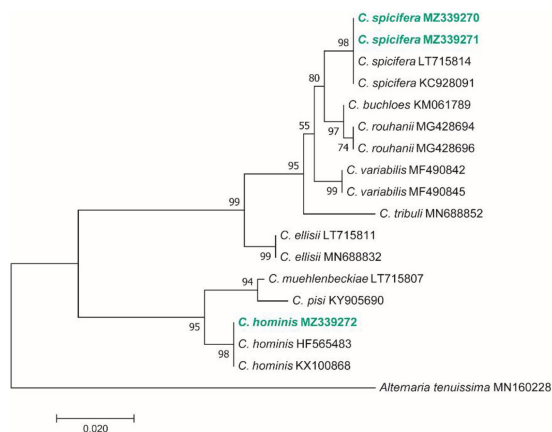 C. spicifera MZ339270
98
C. spicifera MZ339271
C. spicifera LT715814
80
C. spicifera KC928091
C. buchloes KM061789
55
97
C. rouhanii MG428694
74
C. rouhanii MG428696
95
C. variabilis MF490842
99
C. variabilis MF490845
99
C. tribuli MN688852
C. ellisii LT715811
99
C. ellisii MN688832
94
C. muehlenbeckiae LT715807
C. pisi KY905690
95
C. hominis MZ339272
98
C. hominis HF565483
C. hominis KX100868
Alternaria tenuissima MN160228
0.020